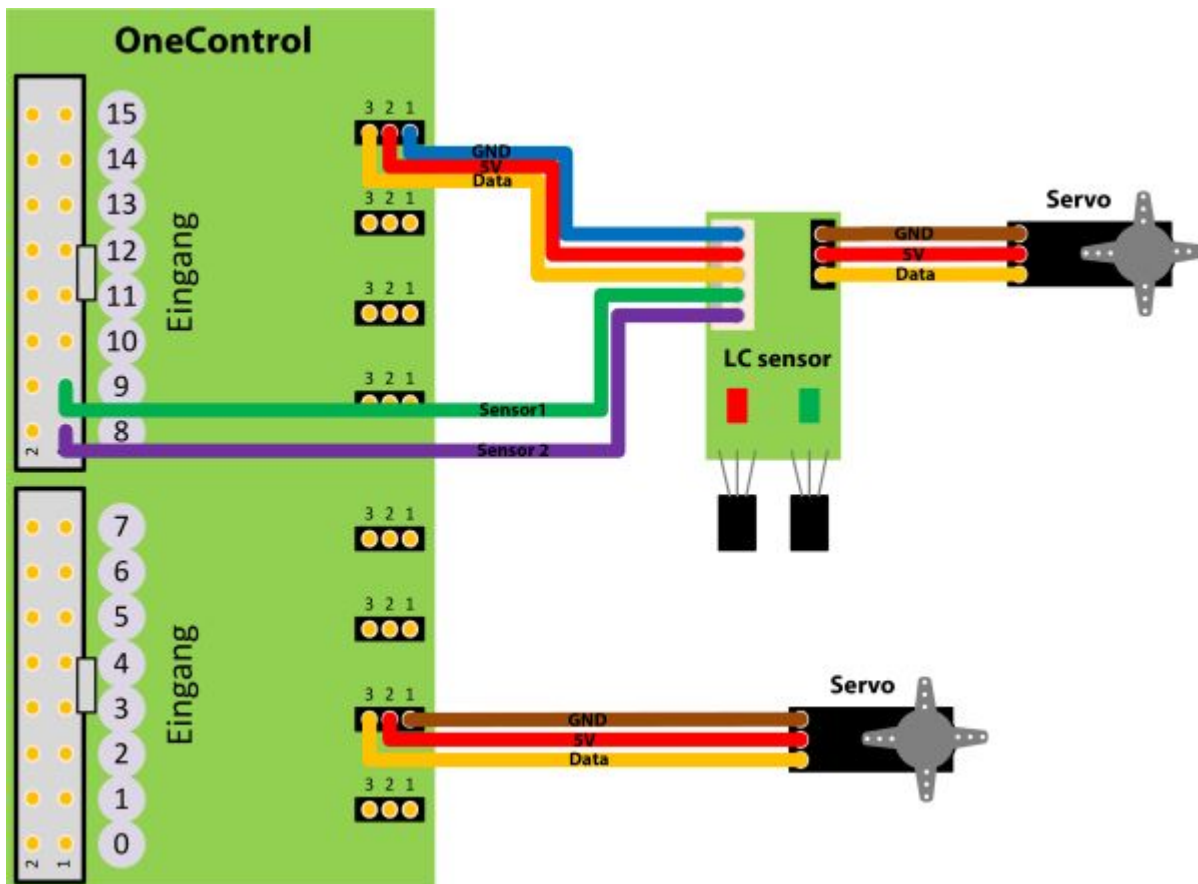 OneControl
15
14
13
12
11
10
9
8
2
Eingang
3 2 1
GND
5V
Data
3 2 1
3 2 1
3 2 1
Sensor1
Sensor 2
GND
5V
Data
Servo
LC sensor
7
6
5
4
3
2
1
0
2 1
Eingang
3 2 1
3 2 1
3 2 1
GND
5V
Data
Servo
3 2 1